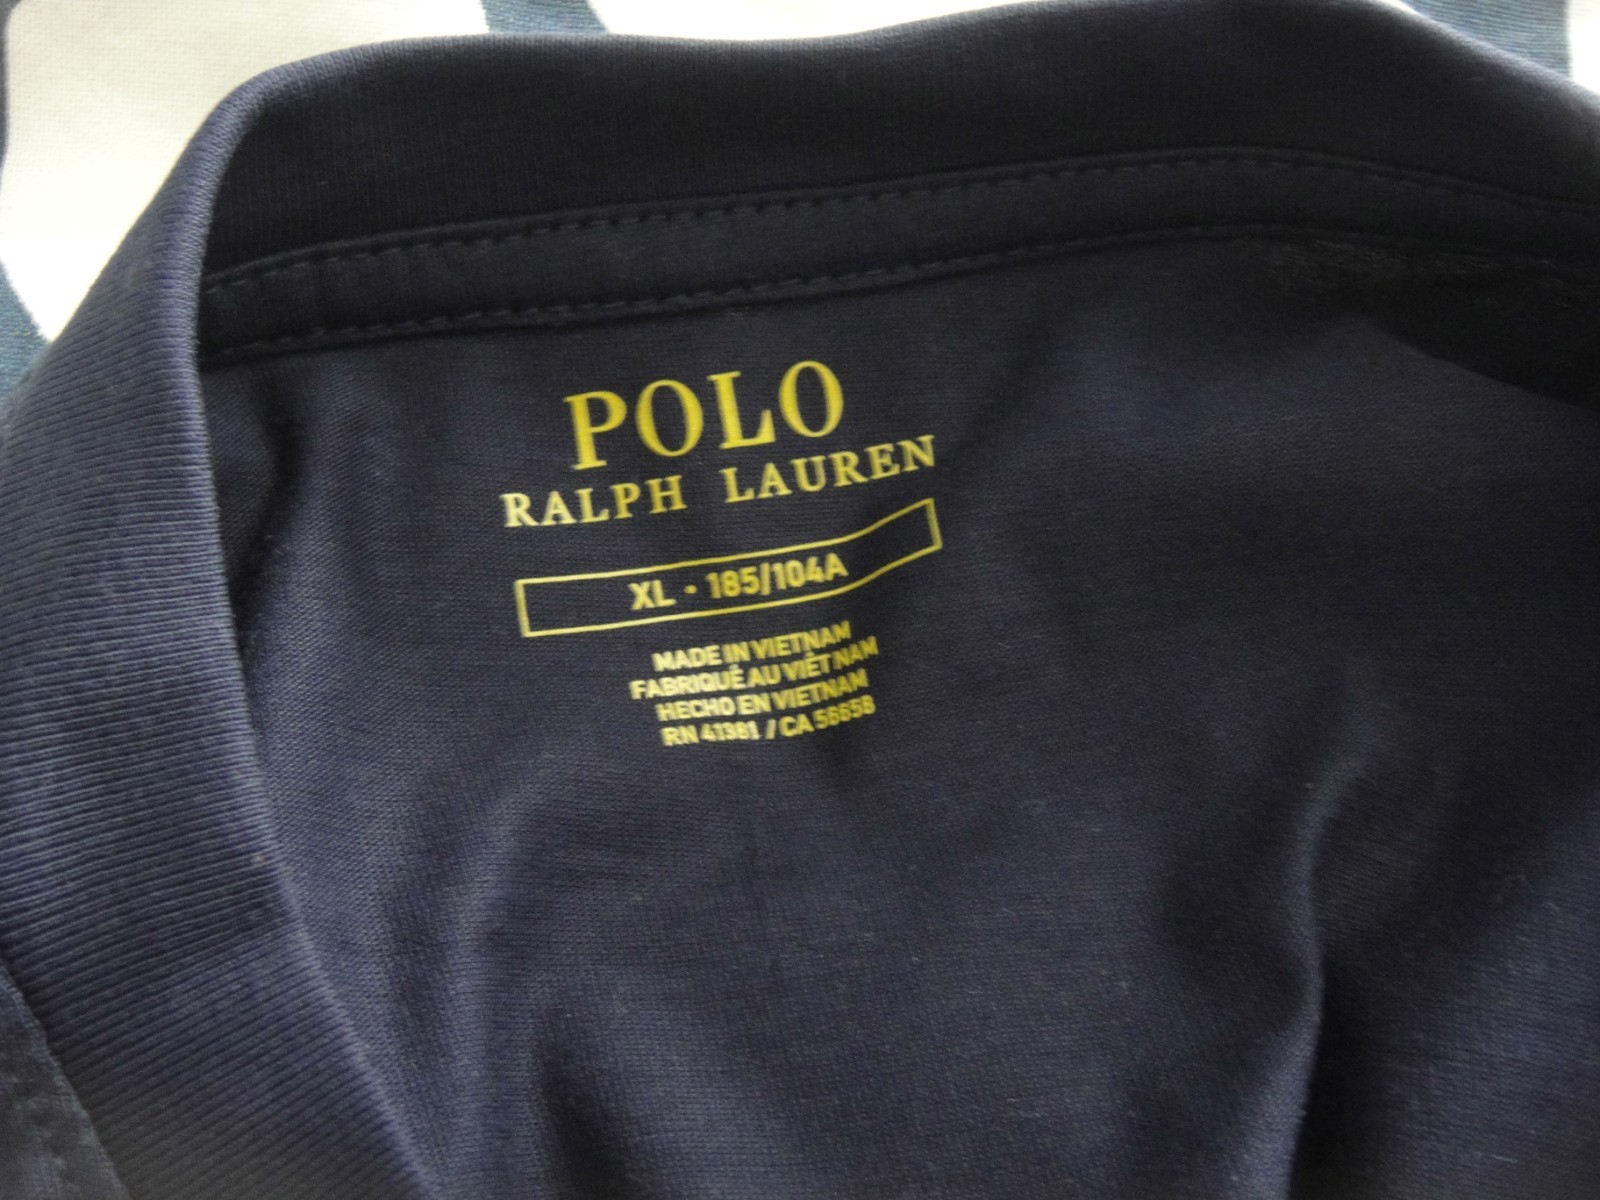 POLO
RALPH LAUREN
XL · 185/104A
MADE IN VIETNAM
FABRIQUÉ AU VIÊT NAM
HECHO EN VIETNAM
RN 41381 / CA 56658